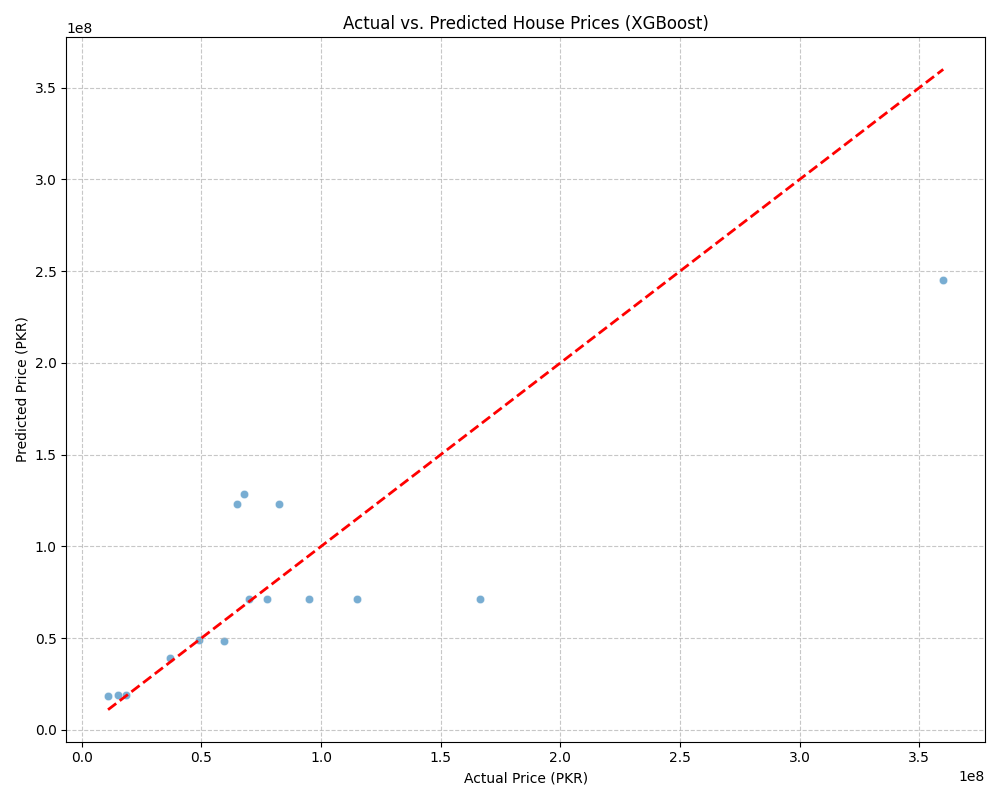 Actual vs. Predicted House Prices (XGBoost)
1e8
3.5
3.0
2.5
2.0
1.5
1.0
0.5
0.0
Predicted Price (PKR)
0.0 0.5 1.0 1.5 2.0 2.5 3.0 3.5
1e8
Actual Price (PKR)